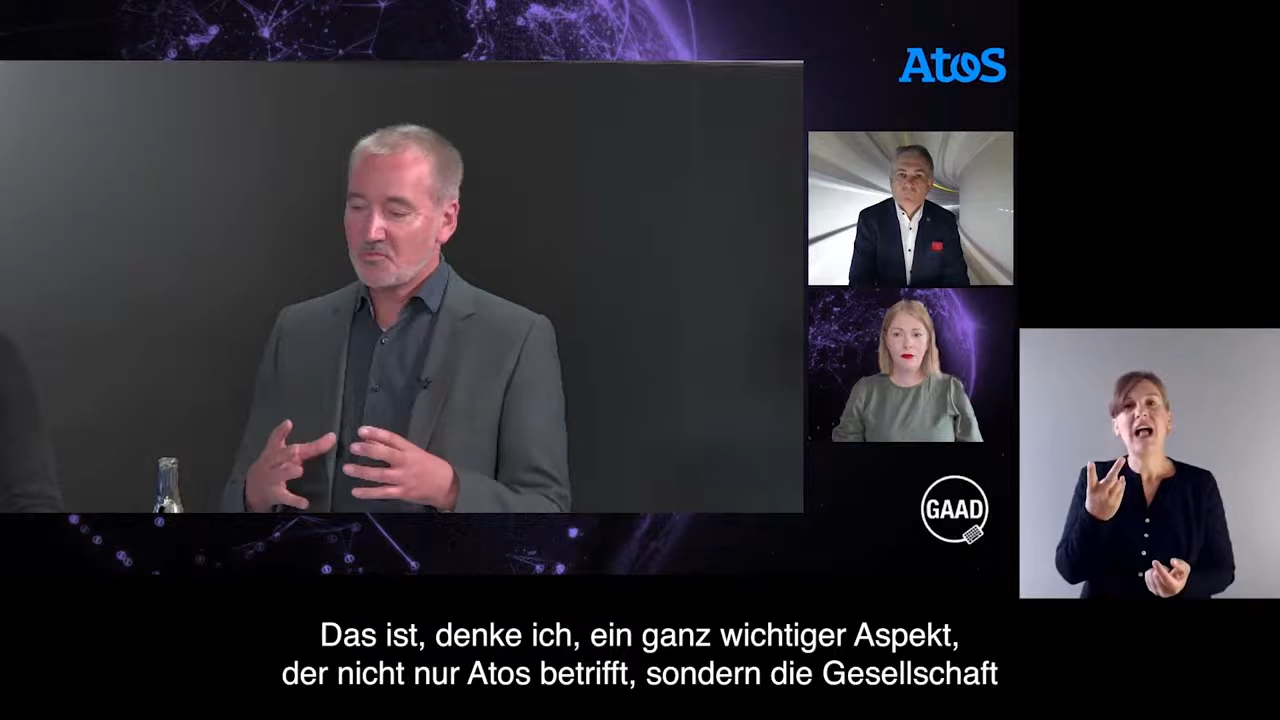 Atos
GAAD
Das ist, denke ich, ein ganz wichtiger Aspekt,
der nicht nur Atos betrifft, sondern die Gesellschaft